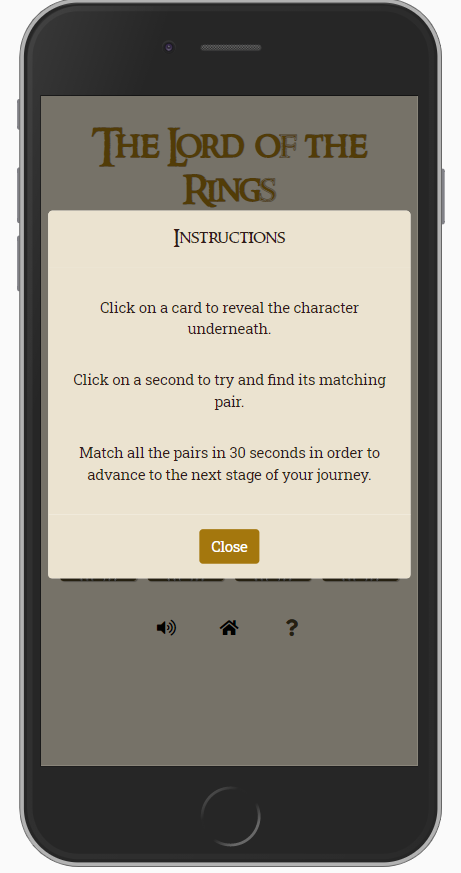 The Lord of the
Rings
Instructions
Click on a card to reveal the character
underneath.
Click on a second to try and find its matching
pair.
Match all the pairs in 30 seconds in order to
advance to the next stage of your journey.
Close
?